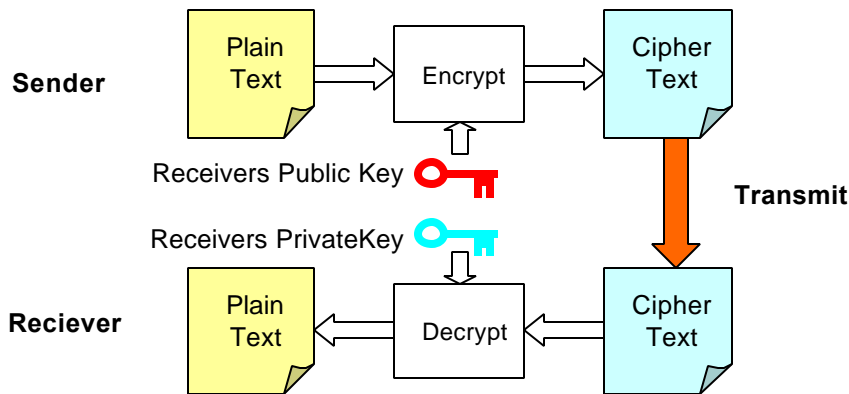 Plain
Text
Encrypt
Cipher
Text
Sender
Receivers Public Key
Transmit
Receivers PrivateKey
Plain
Text
Decrypt
Cipher
Text
Reciever